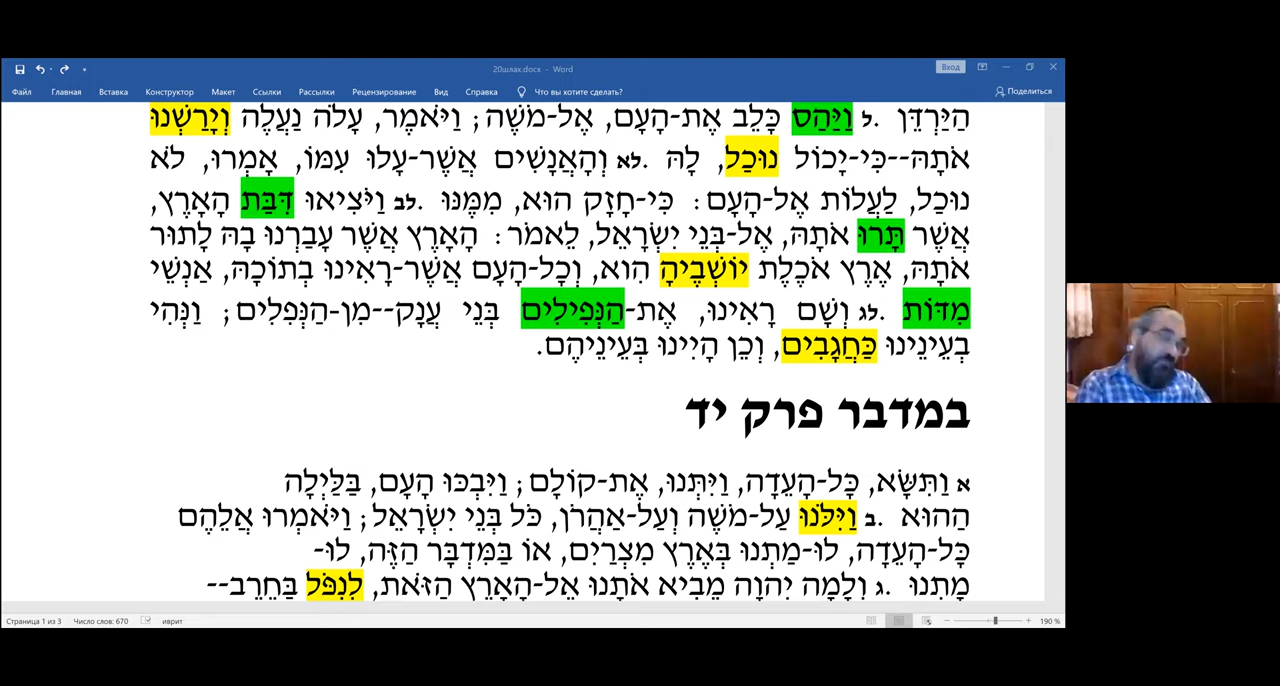 20шлах.docx - Word
Вход
Файл Главная Вставка Конструктор Макет Ссылки Рассылки Рецензирование Вид Справка Что вы хотите сделать? Поделиться
הַיַּרְדֵּן .ל וַיַּהַס כָּלֵב אֶת-הָעָם, אֶל-מֹשֶׁה; וַיֹּאמֶר, עָלֹה נַעֲלֶה וְיָרַשְׁנוּ
אֹתָהּ--כִּי-יָכוֹל נוּכַל, לָהּ .לא וְהָאֲנָשִׁים אֲשֶׁר-עָלוּ עִמּוֹ, אָמְרוּ, לֹא
נוּכַל, לַעֲלוֹת אֶל-הָעָם: כִּי-חָזָק הוּא, מִמֶּנּוּ .לב וַיֹּצִיאוּ דִּבַּת הָאָרֶץ,
אֲשֶׁר תָּרוּ אֹתָהּ, אֶל-בְּנֵי יִשְׂרָאֵל, לֵאמֹר: הָאָרֶץ אֲשֶׁר עָבַרְנוּ בָהּ לָתוּר
אֹתָהּ, אֶרֶץ אֹכֶלֶת יוֹשְׁבֶיהָ הִוא, וְכָל-הָעָם אֲשֶׁר-רָאִינוּ בְתוֹכָהּ, אַנְשֵׁי
מִדּוֹת .לג וְשָׁם רָאִינוּ, אֶת-הַנְּפִילִים בְּנֵי עֲנָק--מִן-הַנְּפִלִים; וַנְּהִי
בְעֵינֵינוּ כַּחֲגָבִים, וְכֵן הָיִינוּ בְּעֵינֵיהֶם.
במדבר פרק יד
א וַתִּשָּׂא, כָּל-הָעֵדָה, וַיִּתְּנוּ, אֶת-קוֹלָם; וַיִּבְכּוּ הָעָם, בַּלַּיְלָה
הַהוּא .ב וַיִּלֹּנוּ עַל-מֹשֶׁה וְעַל-אַהֲרֹן, כֹּל בְּנֵי יִשְׂרָאֵל; וַיֹּאמְרוּ אֲלֵהֶם
כָּל-הָעֵדָה, לוּ-מַתְנוּ בְּאֶרֶץ מִצְרַיִם, אוֹ בַּמִּדְבָּר הַזֶּה, לוּ-
מָתְנוּ .ג וְלָמָה יְהוָה מֵבִיא אֹתָנוּ אֶל-הָאָרֶץ הַזֹּאת, לִנְפֹּל בַּחֶרֶב--
Страница 1 из 3 Число слов: 670 иврит 190 %